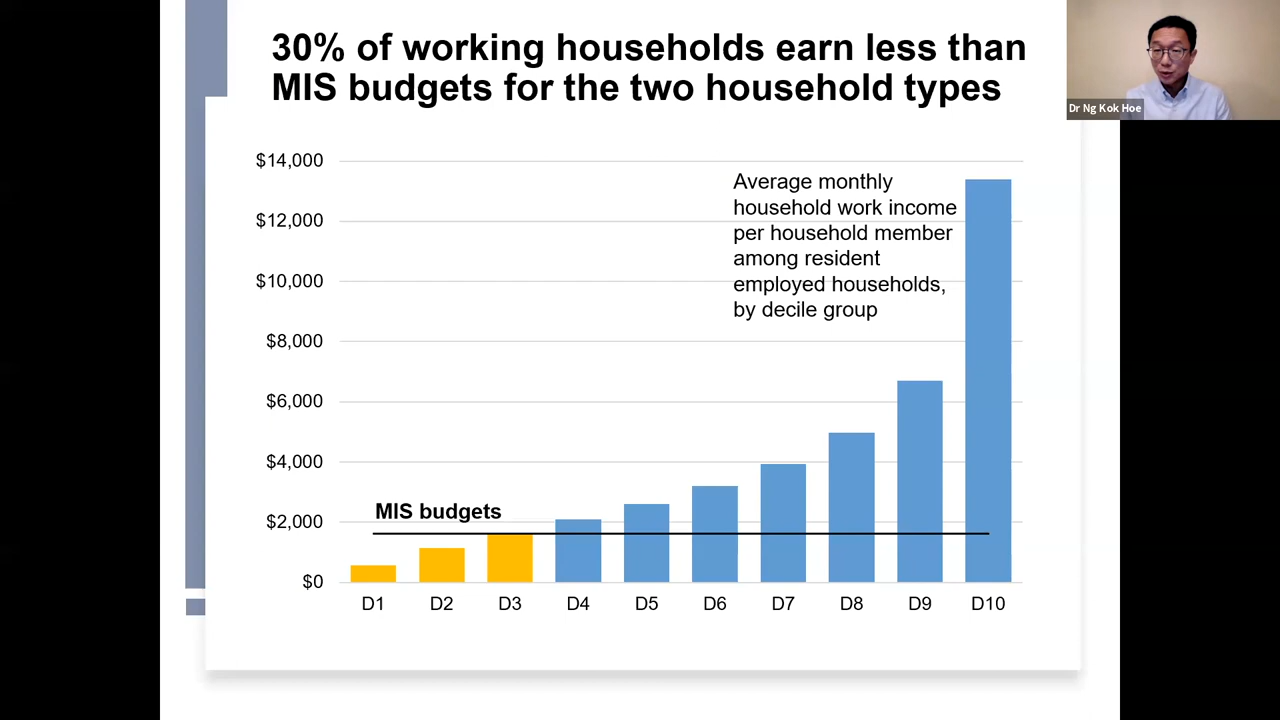 30% of working households earn less than
MIS budgets for the two household types
Dr Ng Kok Hoe
$14,000
$12,000
$10,000
$8,000
$6,000
$4,000
$2,000
$0
Average monthly
household work income
per household member
among resident
employed households,
by decile group
MIS budgets
D1 D2 D3 D4 D5 D6 D7 D8 D9 D10